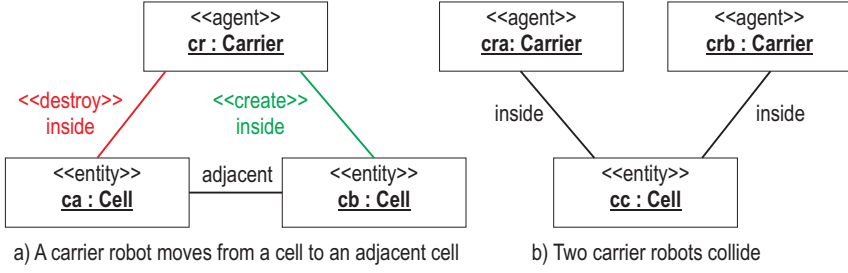 <<agent>>
cr : Carrier
<<destroy>>
inside
<<create>>
inside
<<entity>>
ca : Cell
adjacent
<<entity>>
cb : Cell
a) A carrier robot moves from a cell to an adjacent cell
<<agent>>
cra: Carrier
<<agent>>
crb : Carrier
inside
inside
<<entity>>
cc : Cell
b) Two carrier robots collide